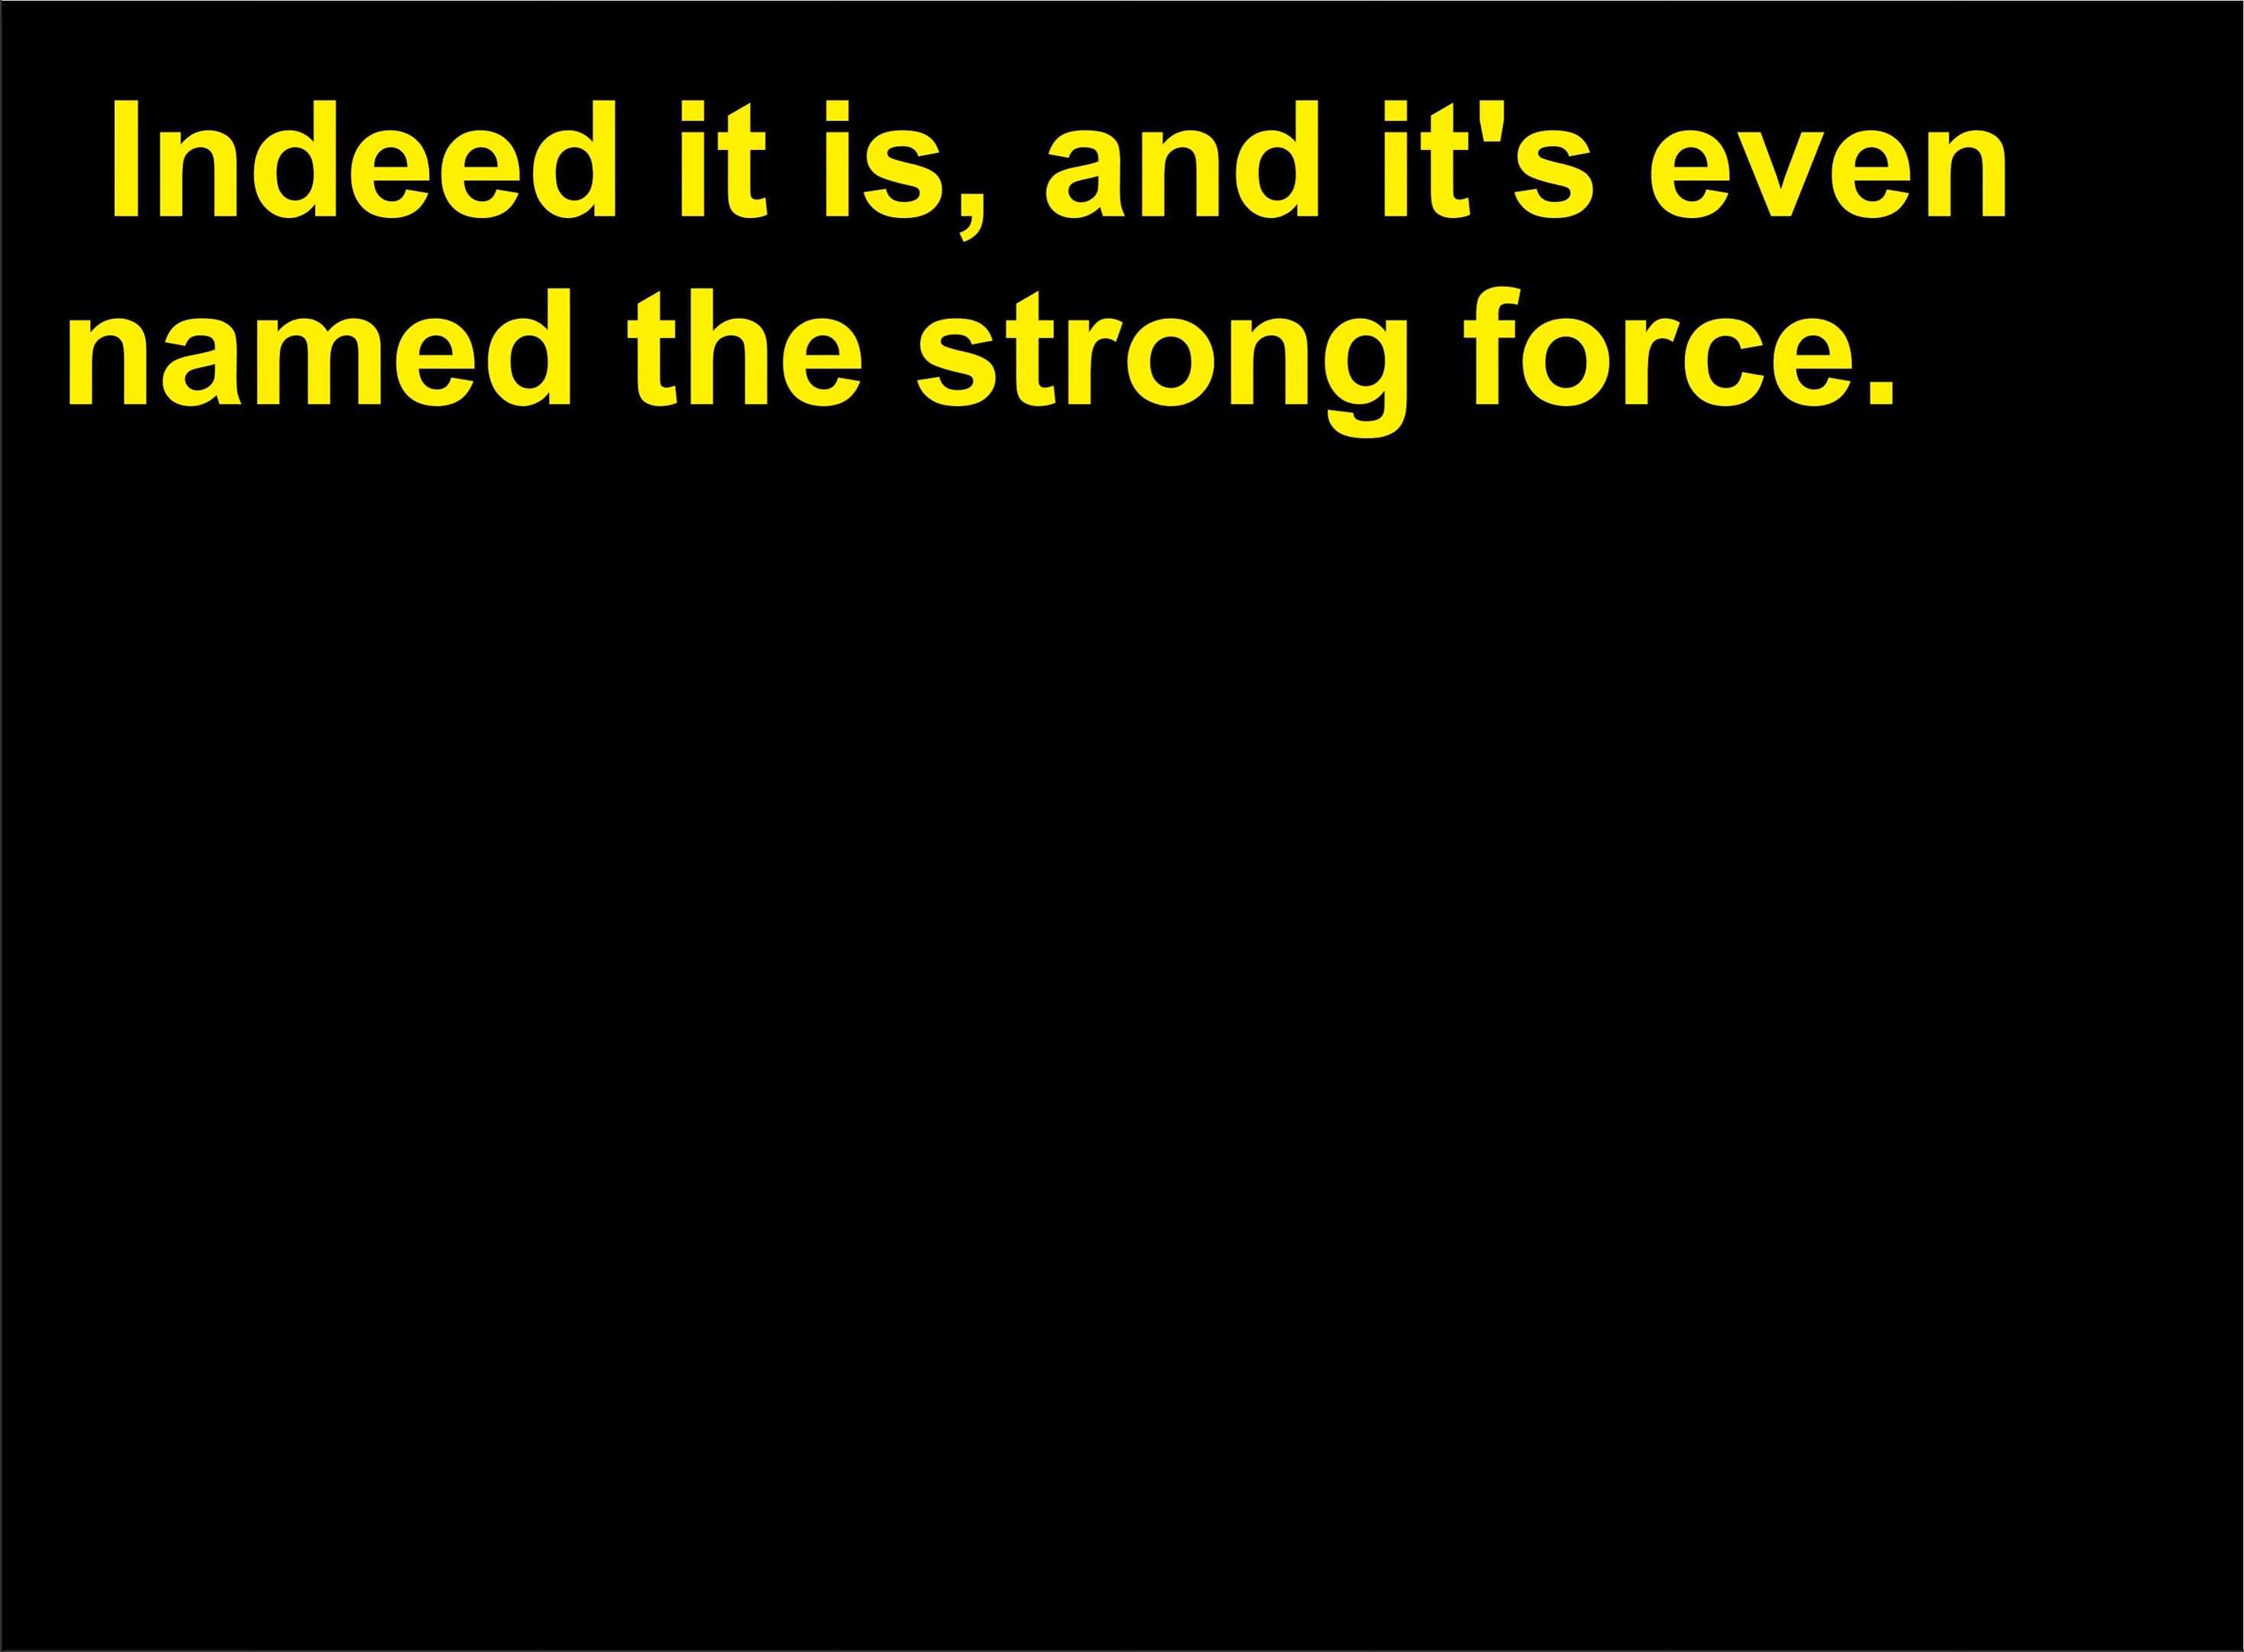 Indeed it is, and it's even
named the strong force.